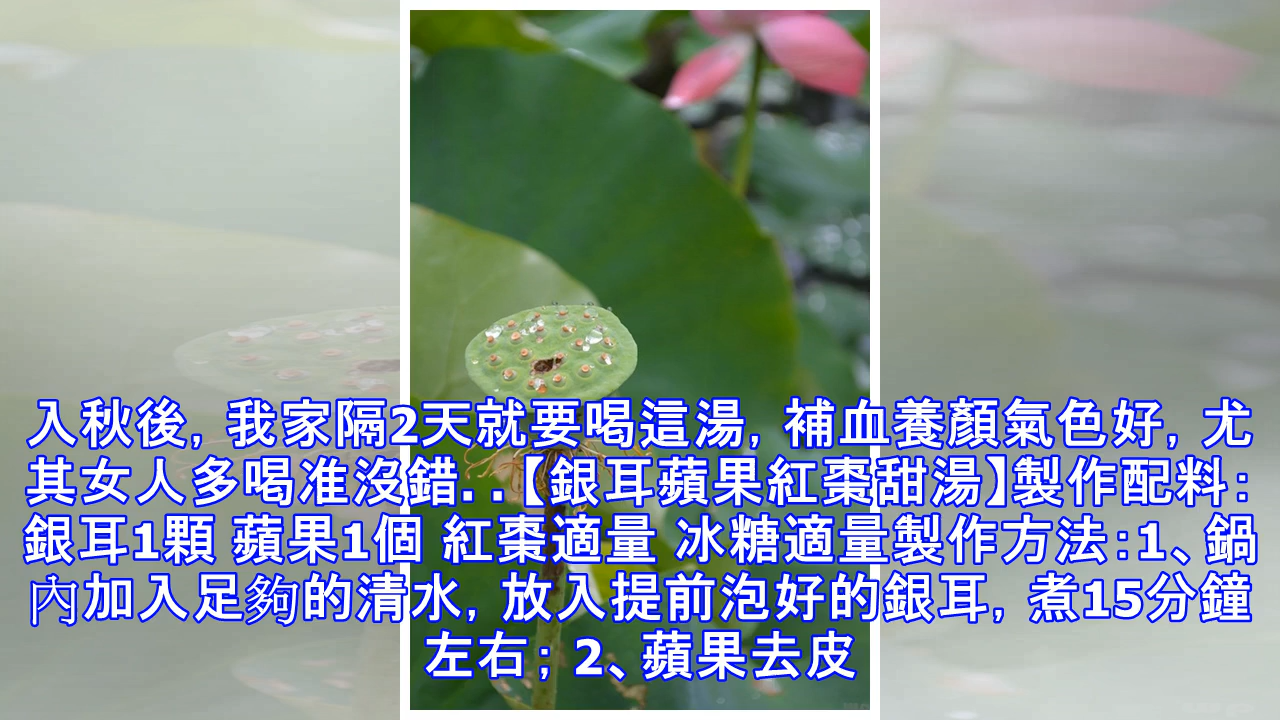 入秋後, 我家隔2天就要喝這湯, 補血養顏氣色好, 尤
其女人多喝准沒錯..【銀耳蘋果紅棗甜湯】製作配料:
銀耳1顆 蘋果1個 紅棗適量 冰糖適量製作方法:1、鍋
內加入足夠的清水, 放入提前泡好的銀耳, 煮15分鐘
左右; 2、蘋果去皮